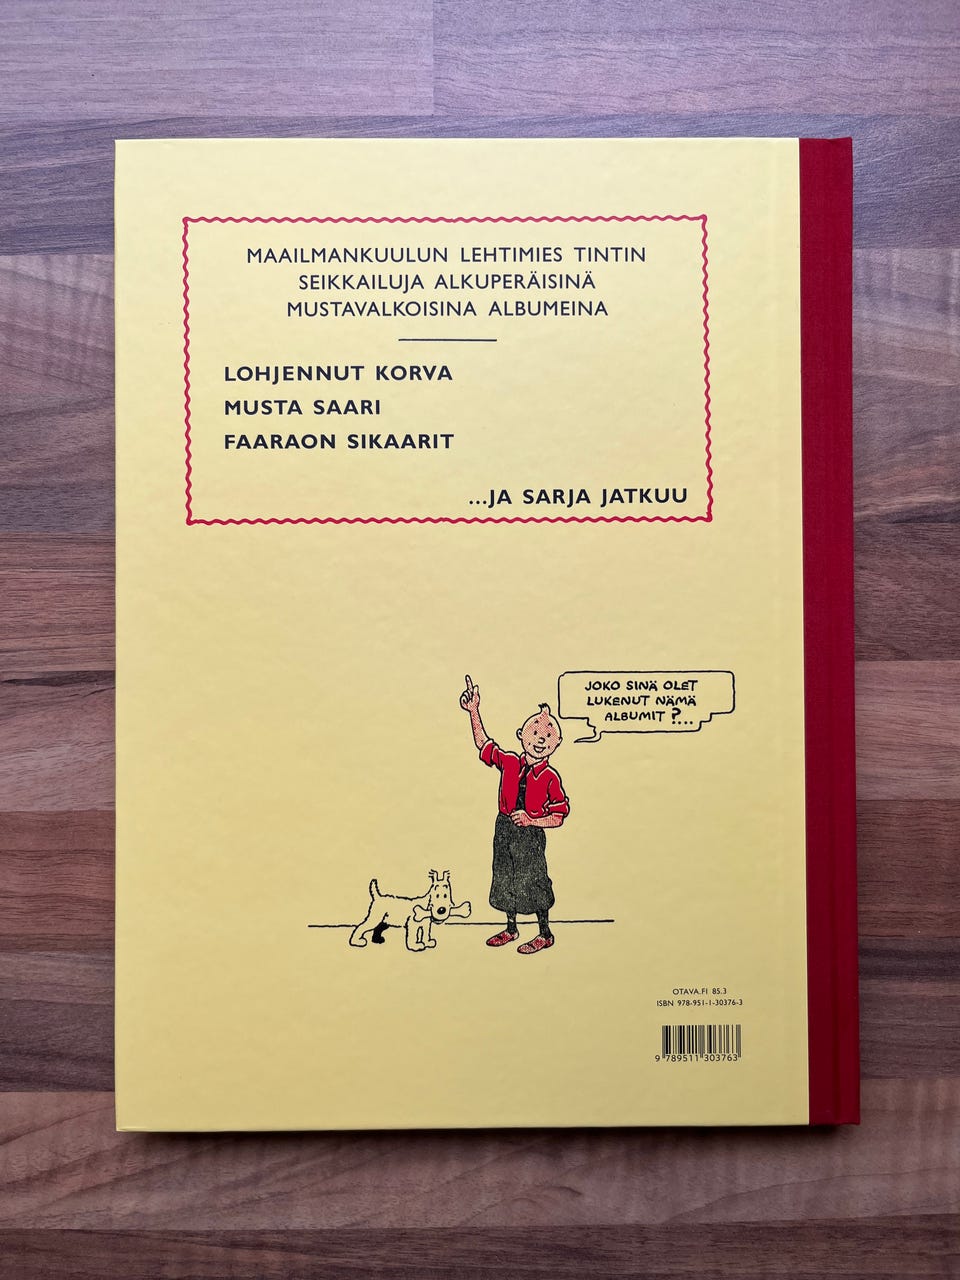 MAAILMANKUULUN LEHTIMIES TINTIN
SEIKKAILUJA ALKUPERÄISINÄ
MUSTAVALKOISINA ALBUMEINA
LOHJENNUT KORVA
MUSTA SAARI
FAARAON SIKAARIT
...JA SARJA JATKUU
JOKO SINÄ OLET
LUKENUT NÄMÄ
ALBUMIT ?...
OTAVA.FI 85.3
ISBN 978-951-1-30376-3
9 789511 303763